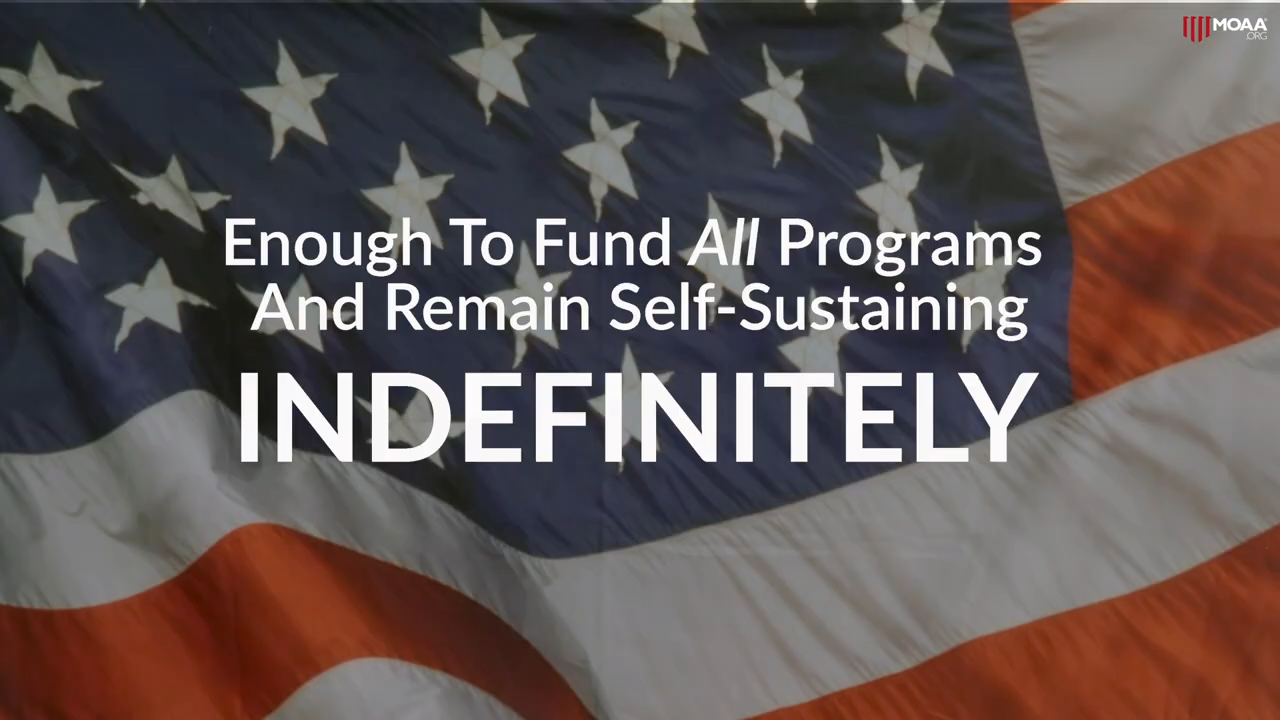 MOAA
.ORG
Enough To Fund All Programs
And Remain Self-Sustaining
INDEFINITELY